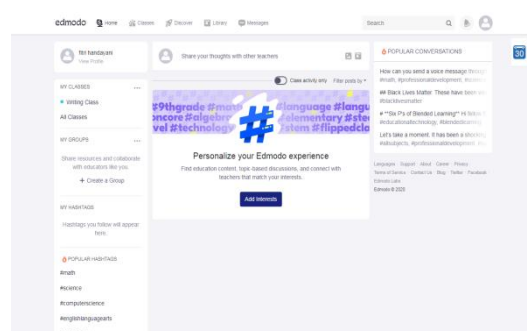 edmodo
Home
Classes
Discover
Library
Messages
Search
fitri handayani
View Profile
Share your thoughts with other teachers
MY CLASSES
Writing Class
All Classes
MY GROUPS
Share resources and collaborate
with educators like you.
+ Create a Group
MY HASHTAGS
Hashtags you follow will appear
here.
POPULAR HASHTAGS
#math
#science
#computerscience
#englishlanguagearts
Class activity only
Filter posts by
#9thgrade #math #language #langu
ncore #algebr elementary #ste
vel #technology /stem #flippedcla
#
Personalize your Edmodo experience
Find education content, topic-based discussions, and connect with
teachers that match your interests.
Add Interests
POPULAR CONVERSATIONS
How can you send a voice message through
#math, #professionaldevelopment,
## Black Lives Matter These have been
#blacklivesmatter
# **Six P's of Blended Learning**
#educationaltechnology,
Let's take a moment. It has been a shocking
#allsubjects, #professionaldevelopment,
Languages Support About Career Privacy
Terms of Service Contact Us Blog Twitter Facebook
Edmodo Labs
Edmodo © 2020
30